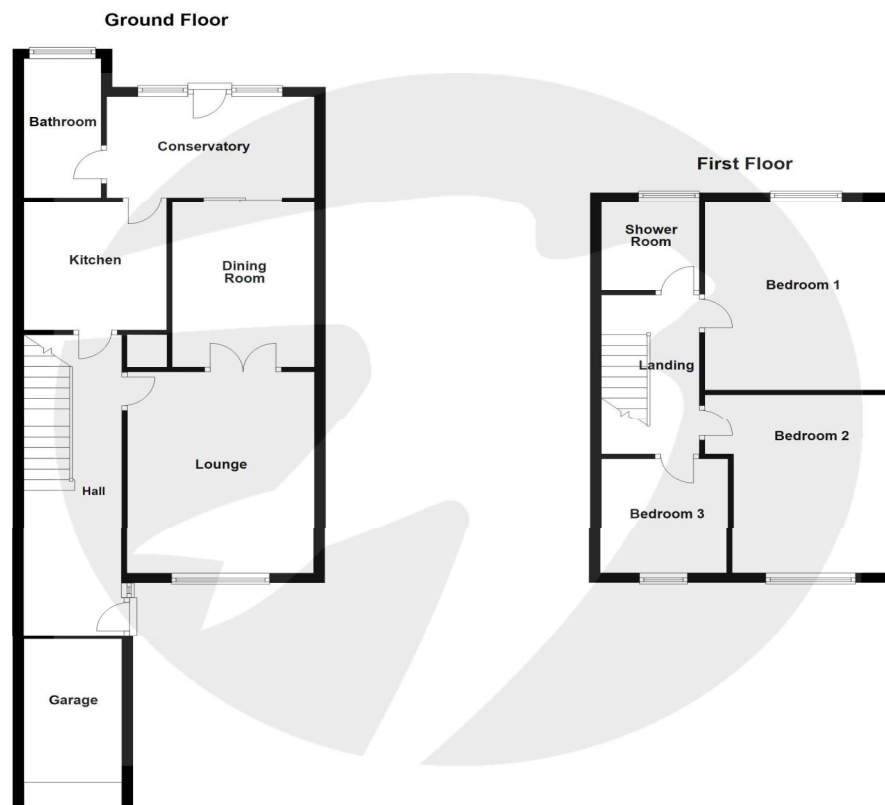 Ground Floor
Bathroom
Conservatory
Kitchen
Dining
Room
Lounge
Hall
Garage
First Floor
Shower
Room
Bedroom 1
Landing
Bedroom 2
Bedroom 3